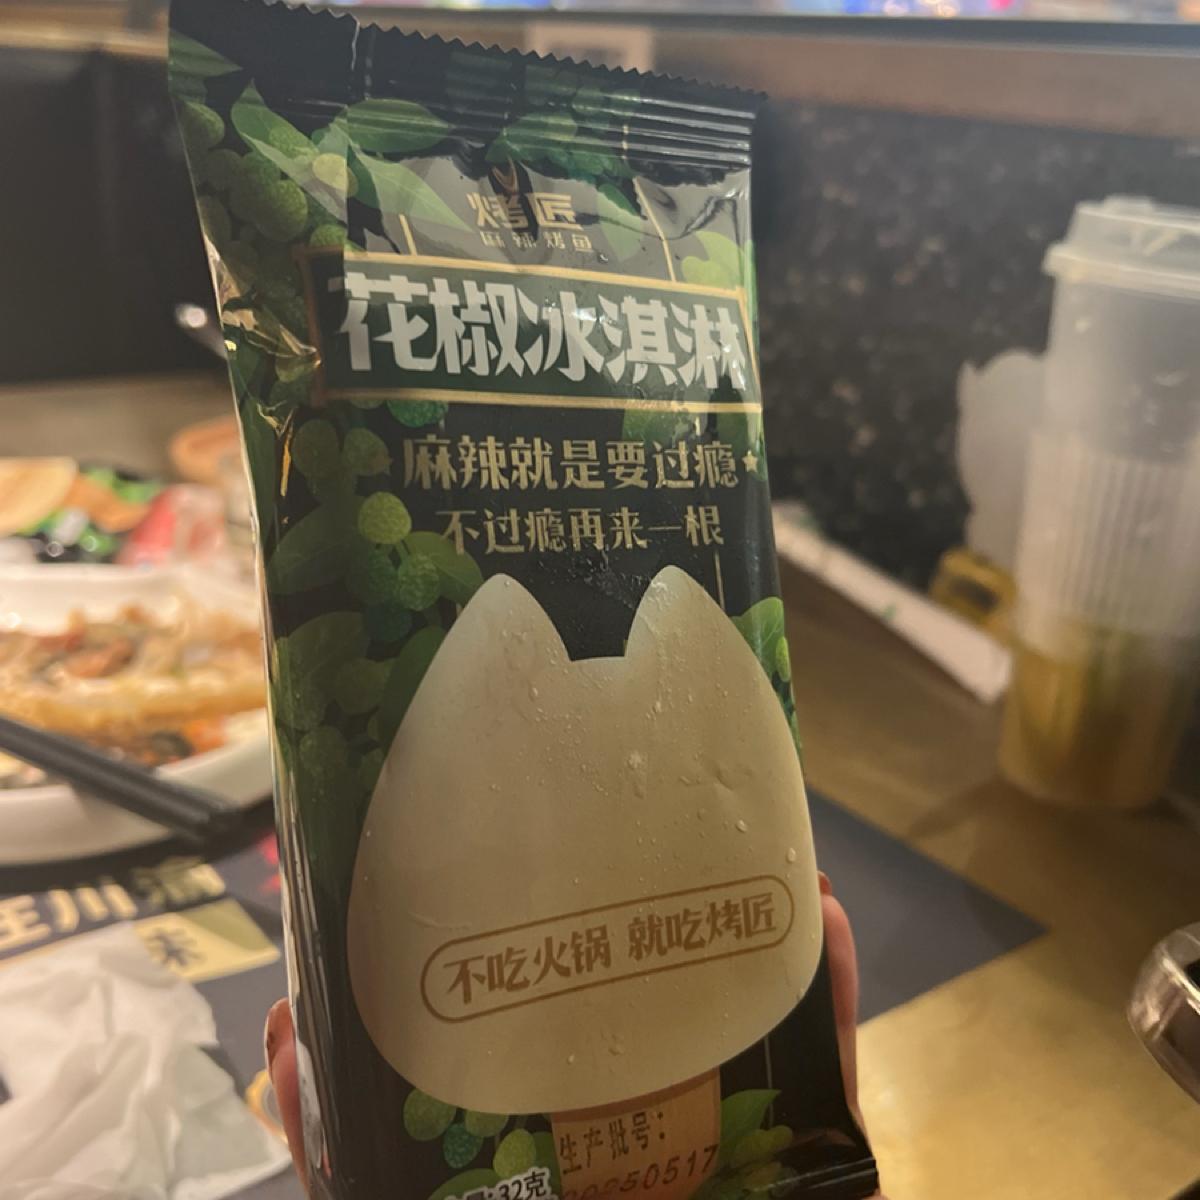 烤匠
麻辣烤鱼
花椒冰淇淋
麻辣就是要过瘾
不过瘾再来一根
不吃火锅 就吃烤匠
生产批号：
20250517
32克